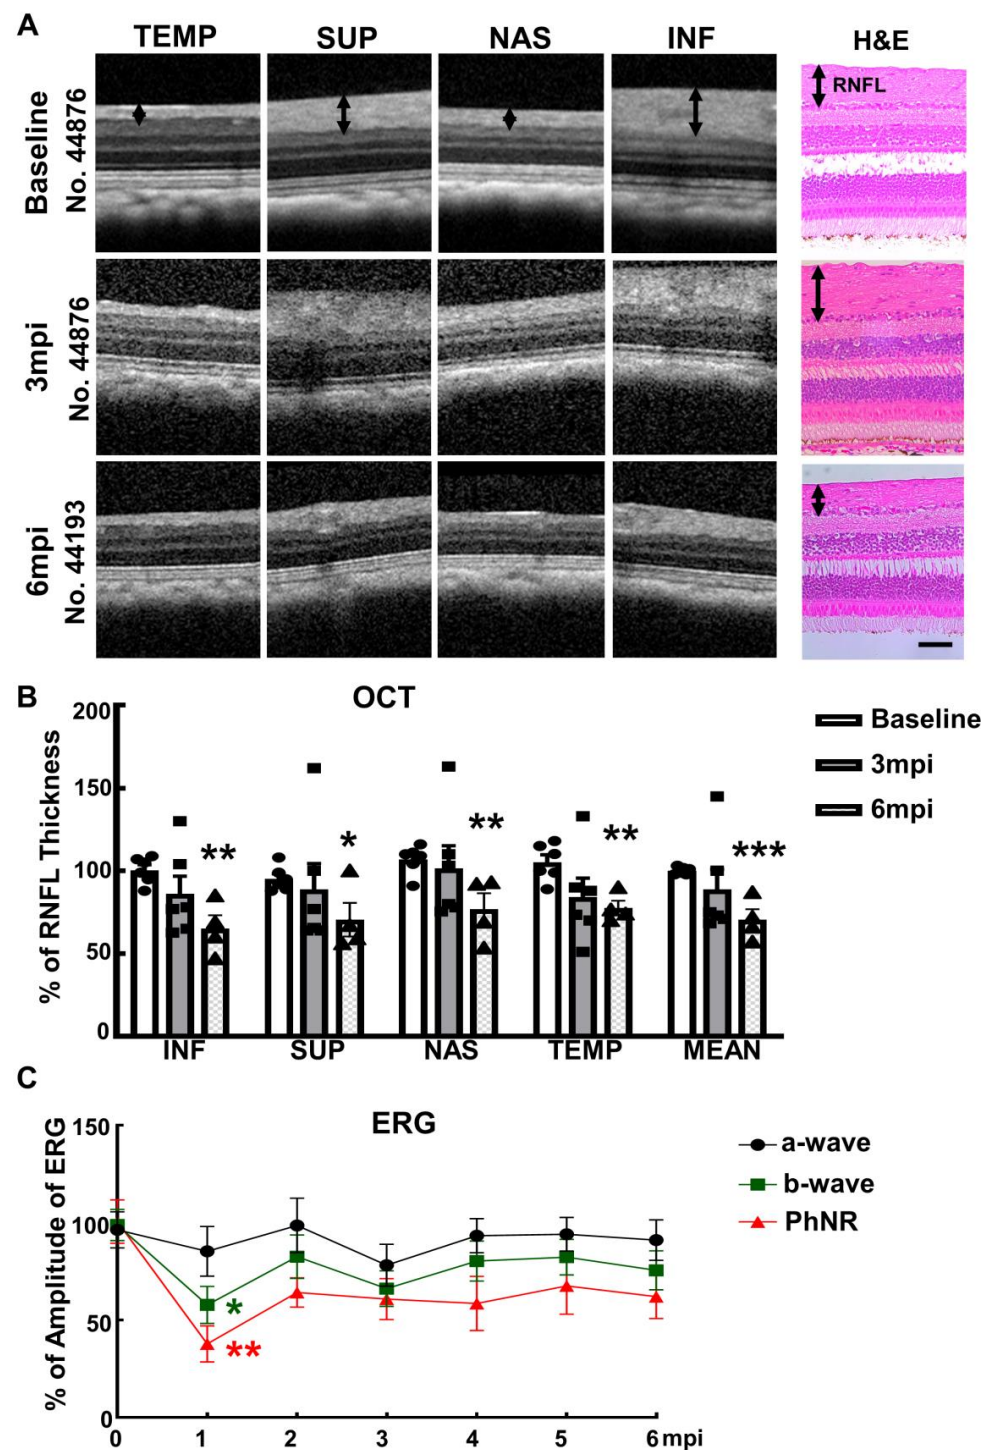 A
TEMP SUP NAS INF H&E
Baseline
No. 44876
RNFL
3mpi
No. 44876
6mpi
No. 44193
B
OCT
% of RNFL Thickness
200
150
100
50
0
** * ** ** ***
INF SUP NAS TEMP MEAN
Baseline
3mpi
6mpi
C
ERG
% of Amplitude of ERG
150
100
50
0
*
**
0 1 2 3 4 5 6 mpi
a-wave
b-wave
PhNR